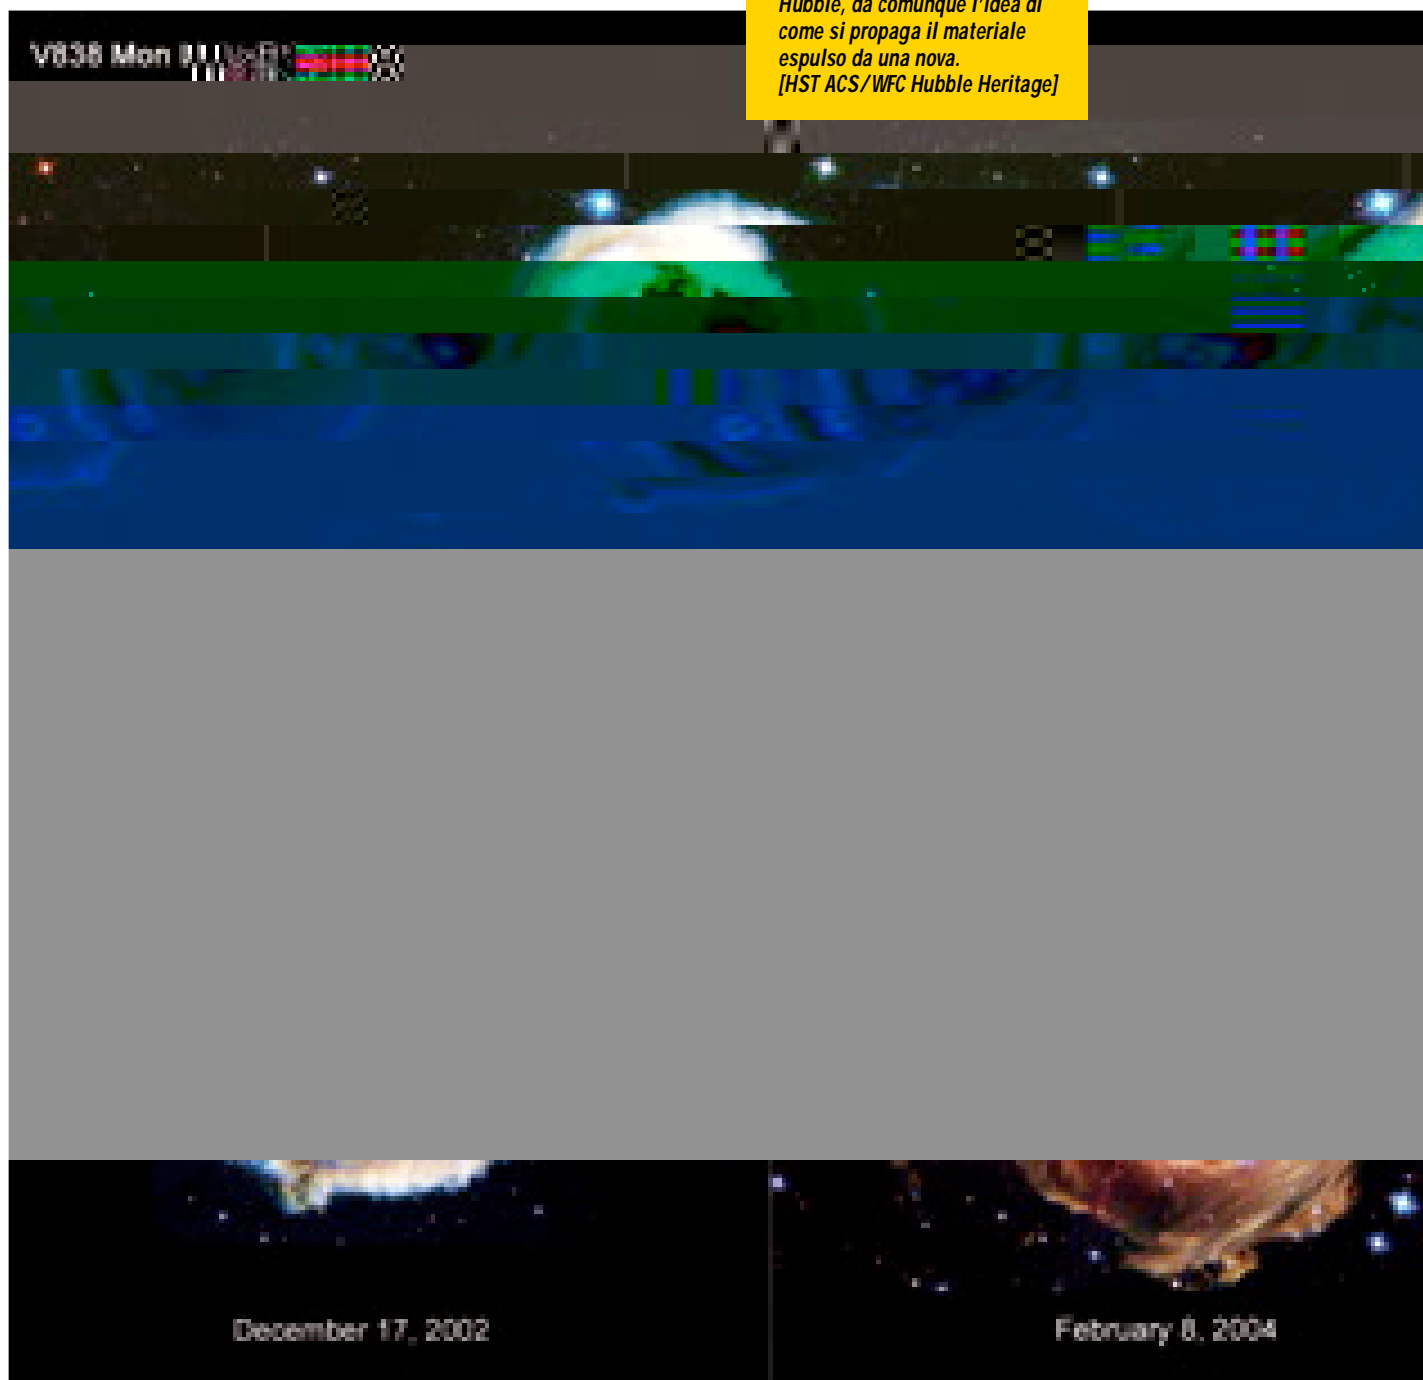 Hubble, dà comunque l'idea di
come si propaga il materiale
espulso da una nova.
[HST ACS/WFC Hubble Heritage]
V838 Mon
December 17, 2002
February 8, 2004